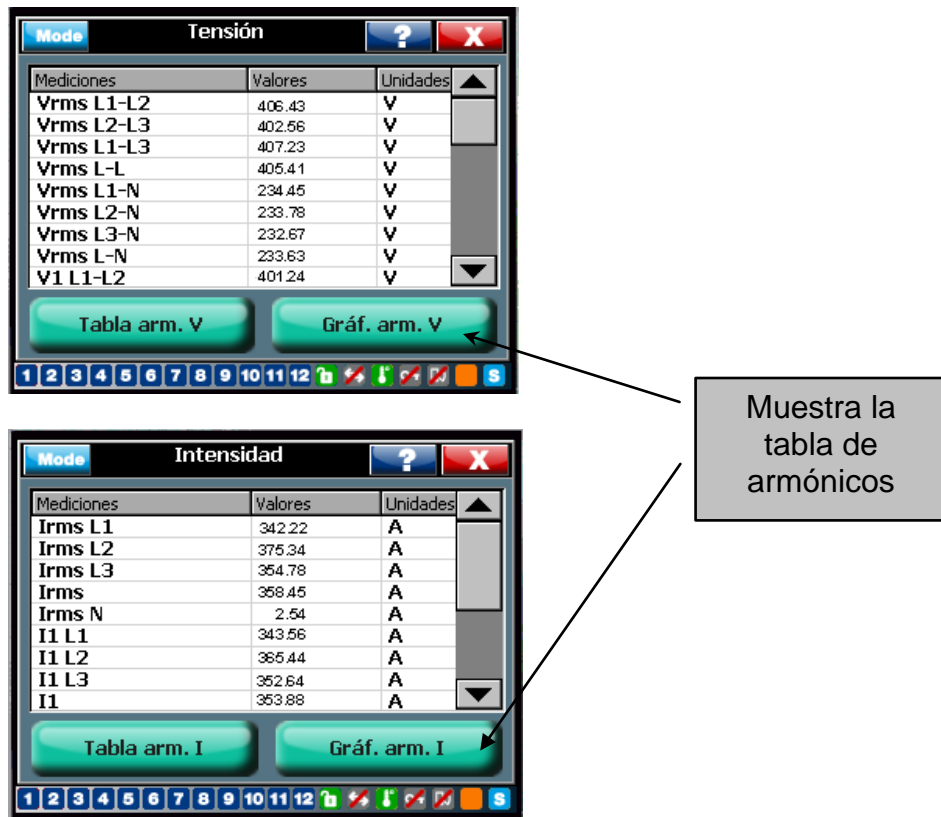 Mode Tensión ? X
Mediciones Valores Unidades
Vrms L1-L2 406.43 V
Vrms L2-L3 402.56 V
Vrms L1-L3 407.23 V
Vrms L-L 405.41 V
Vrms L1-N 234.45 V
Vrms L2-N 233.78 V
Vrms L3-N 232.67 V
Vrms L-N 233.63 V
V1 L1-L2 401.24 V
Tabla arm. V Gráf. arm. V
1 2 3 4 5 6 7 8 9 10 11 12 S
Muestra la
tabla de
armónicos
Mode Intensidad ? X
Mediciones Valores Unidades
Irms L1 342.22 A
Irms L2 375.34 A
Irms L3 354.78 A
Irms 358.45 A
Irms N 2.54 A
I1 L1 343.56 A
I1 L2 365.44 A
I1 L3 352.64 A
I1 353.88 A
Tabla arm. I Gráf. arm. I
1 2 3 4 5 6 7 8 9 10 11 12 S